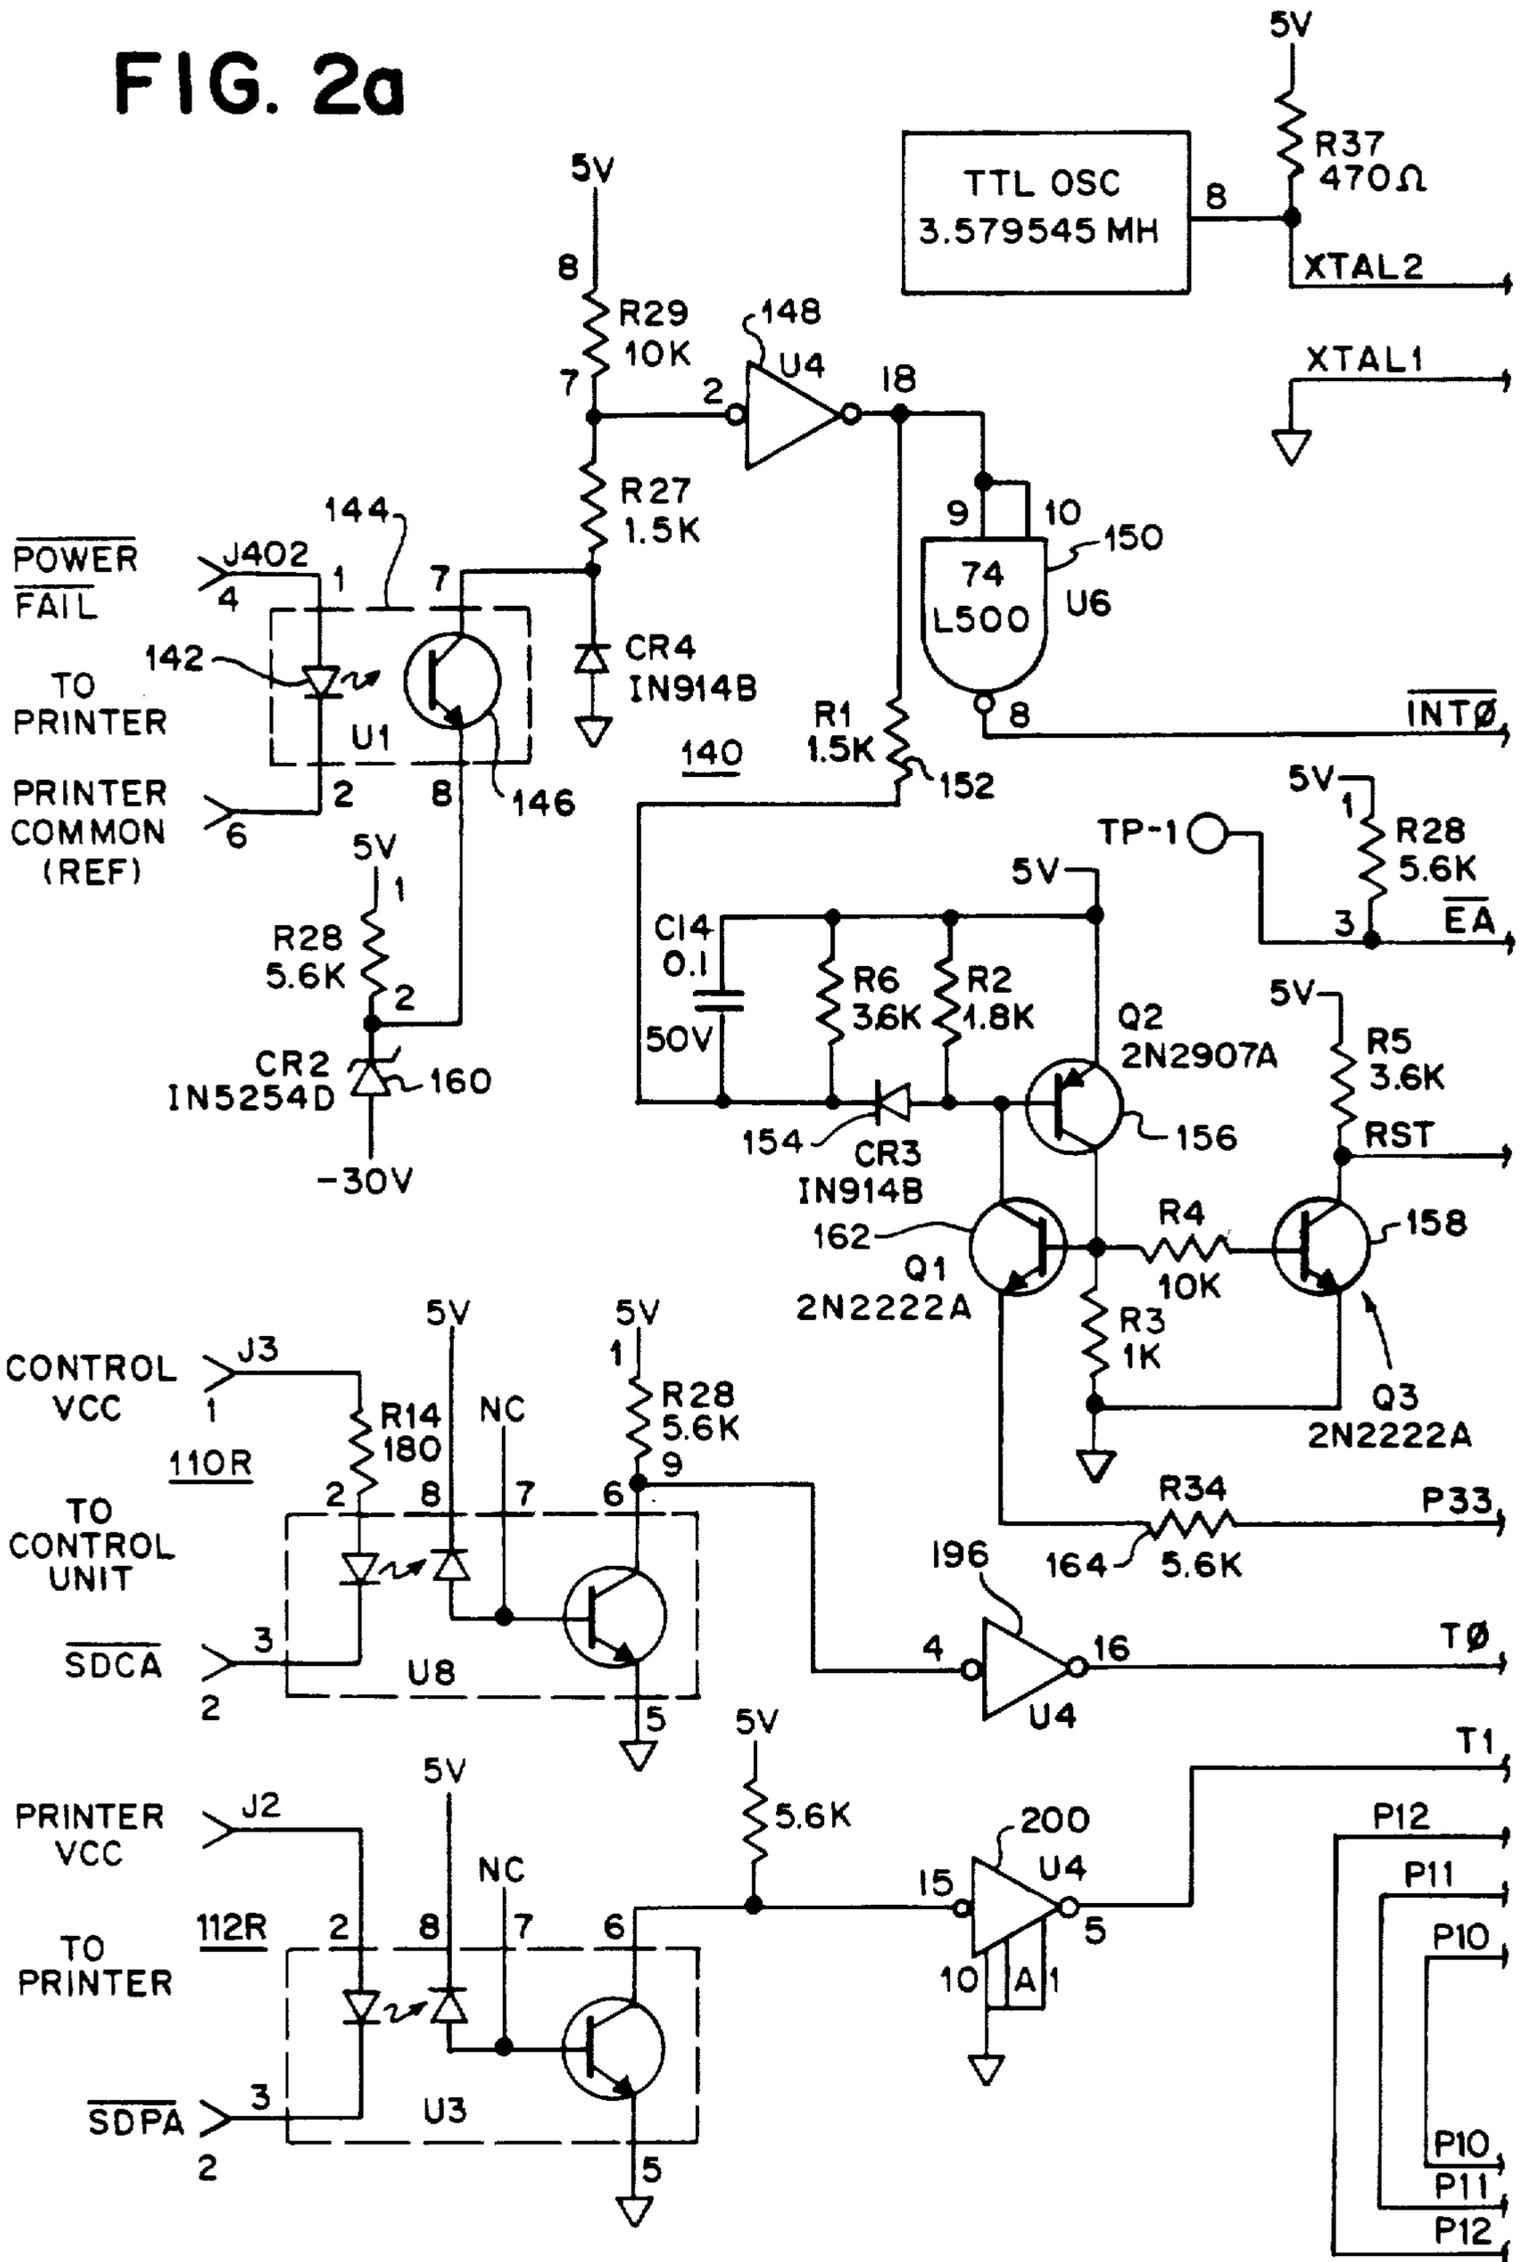 FIG. 2a
5V
R37
470Ω
TTL OSC
3.579545 MH
8
XTAL2
XTAL1
5V
8
R29
10K
7
148
U4
2
18
R27
1.5K
9
10
150
74
L500
U6
144
POWER
FAIL
J402
4
1
7
142
TO
PRINTER
U1
CR4
IN914B
146
PRINTER
COMMON
(REF)
6
2
8
140
R1
1.5K
152
8
INTØ
5V
1
R28
5.6K
2
CR2
IN5254D
160
-30V
5V
1
TP-1
R28
5.6K
3
EA
5V
C14
0.1
50V
R6
3.6K
R2
1.8K
Q2
2N2907A
5V
R5
3.6K
RST
154
CR3
IN914B
156
162
Q1
2N2222A
R4
10K
158
R3
1K
Q3
2N2222A
R34
5.6K
164
P33
CONTROL
VCC
J3
1
R14
180
5V
NC
5V
1
R28
5.6K
9
110R
TO
CONTROL
UNIT
2
8
7
6
SDCA
3
2
U8
5
196
4
16
U4
TØ
T1
PRINTER
VCC
J2
5V
NC
5V
5.6K
112R
TO
PRINTER
2
8
7
6
15
200
U4
5
10
A
1
SDPA
3
2
U3
5
P12
P11
P10
P10
P11
P12